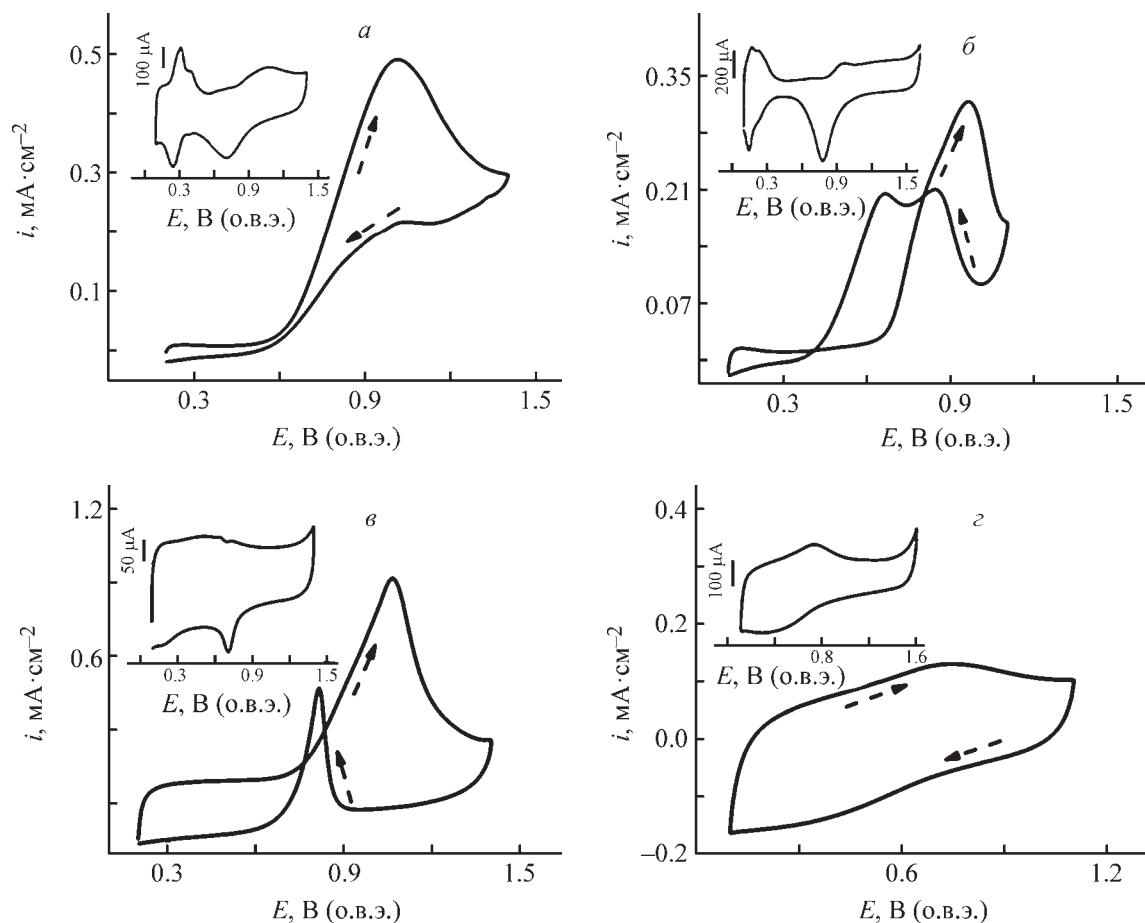 а
0.5
0.3
0.1
i, мА·см–2
0.3 0.9 1.5
E, В (о.в.э.)
100 μA
0.3 0.9 1.5
E, В (о.в.э.)
б
0.35
0.21
0.07
i, мА·см–2
0.3 0.9 1.5
E, В (о.в.э.)
200 μA
0.3 0.9 1.5
E, В (о.в.э.)
в
1.2
0.6
i, мА·см–2
0.3 0.9 1.5
E, В (о.в.э.)
50 μA
0.3 0.9 1.5
E, В (о.в.э.)
г
0.4
0.2
0.0
–0.2
i, мА·см–2
0.6 1.2
E, В (о.в.э.)
100 μA
0.8 1.6
E, В (о.в.э.)